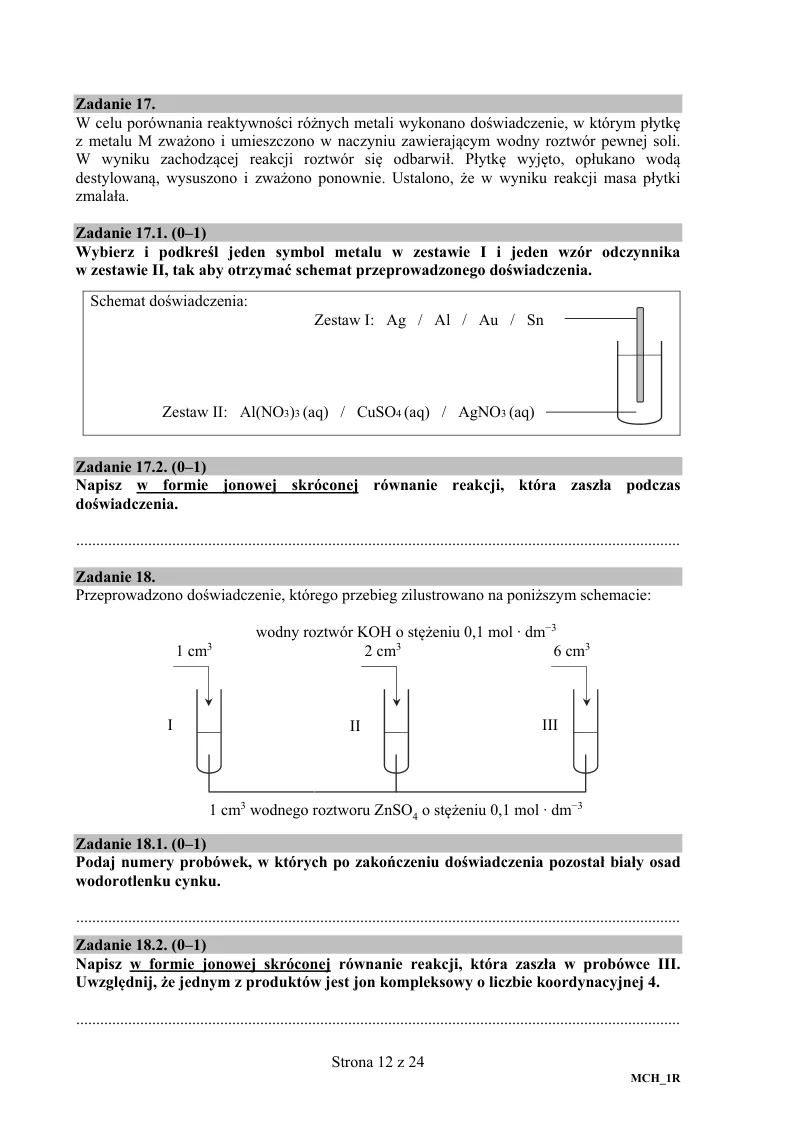 Zadanie 17.
W celu porównania reaktywności różnych metali wykonano doświadczenie, w którym płytkę
z metalu M zważono i umieszczono w naczyniu zawierającym wodny roztwór pewnej soli.
W wyniku zachodzącej reakcji roztwór się odbarwił. Płytkę wyjęto, opłukano wodą
destylowaną, wysuszono i zważono ponownie. Ustalono, że w wyniku reakcji masa płytki
zmalała.
Zadanie 17.1. (0–1)
Wybierz i podkreśl jeden symbol metalu w zestawie I i jeden wzór odczynnika
w zestawie II, tak aby otrzymać schemat przeprowadzonego doświadczenia.
Schemat doświadczenia:
Zestaw I: Ag / Al / Au / Sn
Zestaw II: Al(NO3)3 (aq) / CuSO4 (aq) / AgNO3 (aq)
Zadanie 17.2. (0–1)
Napisz w formie jonowej skróconej równanie reakcji, która zaszła podczas
doświadczenia.
Zadanie 18.
Przeprowadzono doświadczenie, którego przebieg zilustrowano na poniższym schemacie:
wodny roztwór KOH o stężeniu 0,1 mol · dm⁻³
1 cm³ 2 cm³ 6 cm³
I II III
1 cm³ wodnego roztworu ZnSO₄ o stężeniu 0,1 mol · dm⁻³
Zadanie 18.1. (0–1)
Podaj numery probówek, w których po zakończeniu doświadczenia pozostał biały osad
wodorotlenku cynku.
Zadanie 18.2. (0–1)
Napisz w formie jonowej skróconej równanie reakcji, która zaszła w probówce III.
Uwzględnij, że jednym z produktów jest jon kompleksowy o liczbie koordynacyjnej 4.
Strona 12 z 24
MCH_1R